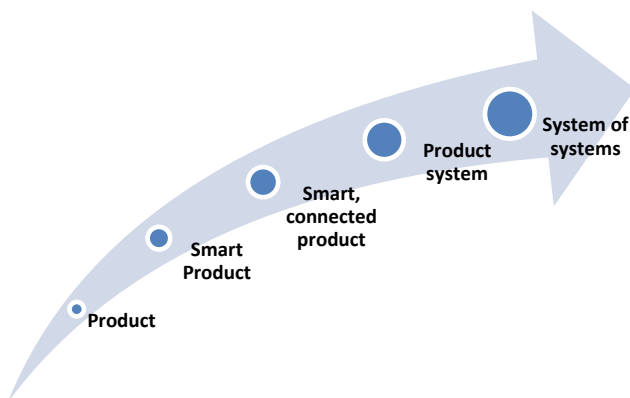 Product
Smart
Product
Smart,
connected
product
Product
system
System of
systems